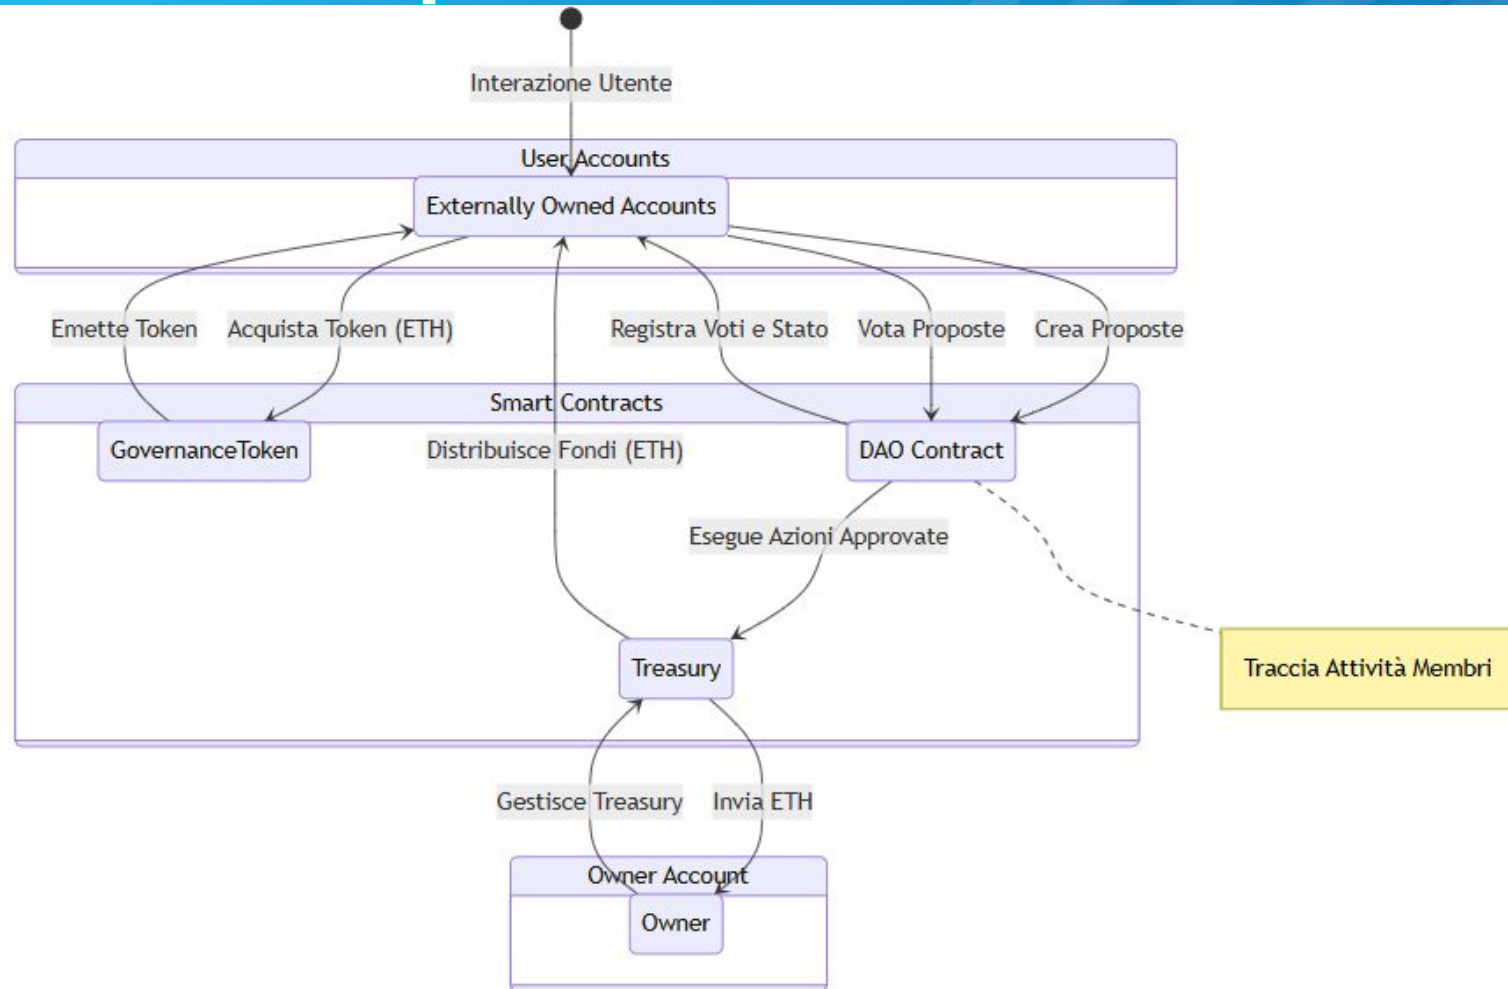 Interazione Utente
User Accounts
Externally Owned Accounts
Emette Token
Acquista Token (ETH)
Registra Voti e Stato
Vota Proposte
Crea Proposte
Smart Contracts
GovernanceToken
Distribuisce Fondi (ETH)
DAO Contract
Esegue Azioni Approvate
Treasury
Traccia Attività Membri
Gestisce Treasury
Invia ETH
Owner Account
Owner